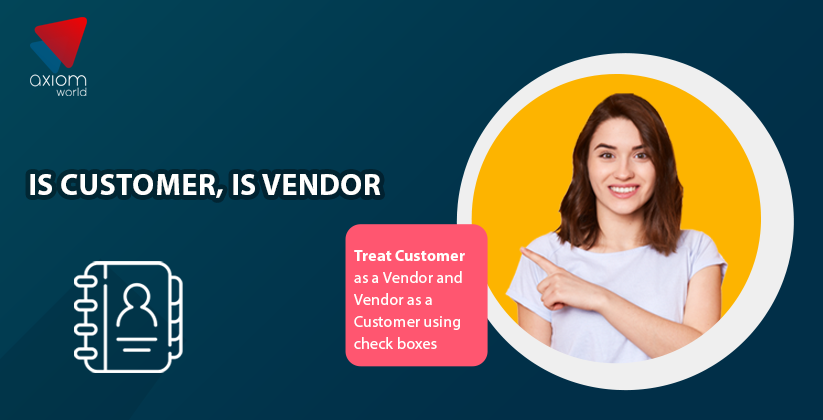 axiom
world
IS CUSTOMER, IS VENDOR
Treat Customer
as a Vendor and
Vendor as a
Customer using
check boxes